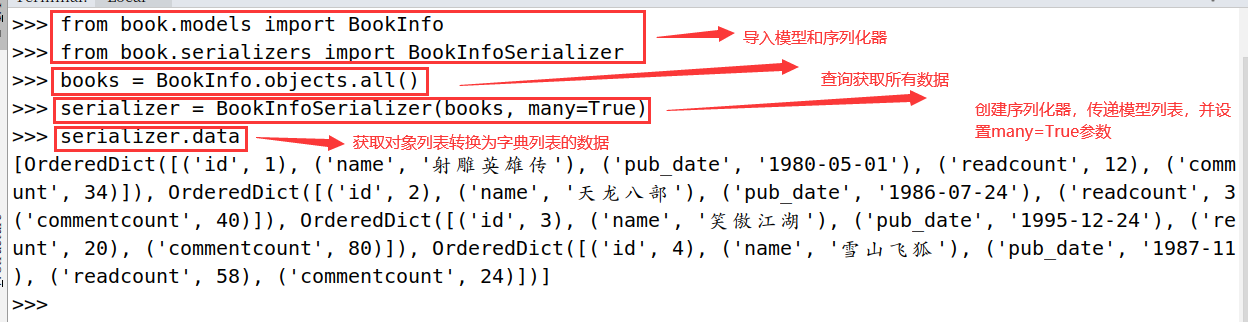 Terminal: Local
>>> from book.models import BookInfo
>>> from book.serializers import BookInfoSerializer
导入模型和序列化器
>>> books = BookInfo.objects.all()
查询获取所有数据
>>> serializer = BookInfoSerializer(books, many=True)
创建序列化器，传递模型列表，并设
置many=True参数
>>> serializer.data
获取对象列表转换为字典列表的数据
[OrderedDict([('id', 1), ('name', '射雕英雄传'), ('pub_date', '1980-05-01'), ('readcount', 12), ('comm
unt', 34)]), OrderedDict([('id', 2), ('name', '天龙八部'), ('pub_date', '1986-07-24'), ('readcount', 3
('commentcount', 40)]), OrderedDict([('id', 3), ('name', '笑傲江湖'), ('pub_date', '1995-12-24'), ('re
unt', 20), ('commentcount', 80)]), OrderedDict([('id', 4), ('name', '雪山飞狐'), ('pub_date', '1987-11
), ('readcount', 58), ('commentcount', 24)])]
>>>